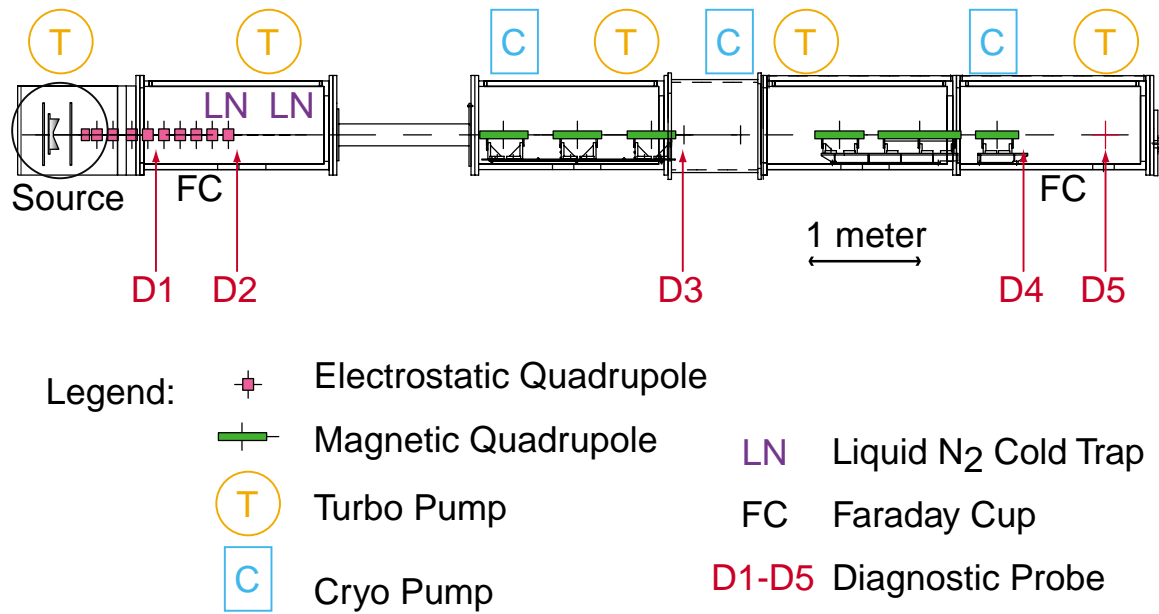 T T C T C T C T
LN LN
Source FC FC
1 meter
D1 D2 D3 D4 D5
Legend:
Electrostatic Quadrupole
Magnetic Quadrupole
T Turbo Pump
C Cryo Pump
LN Liquid N2 Cold Trap
FC Faraday Cup
D1-D5 Diagnostic Probe